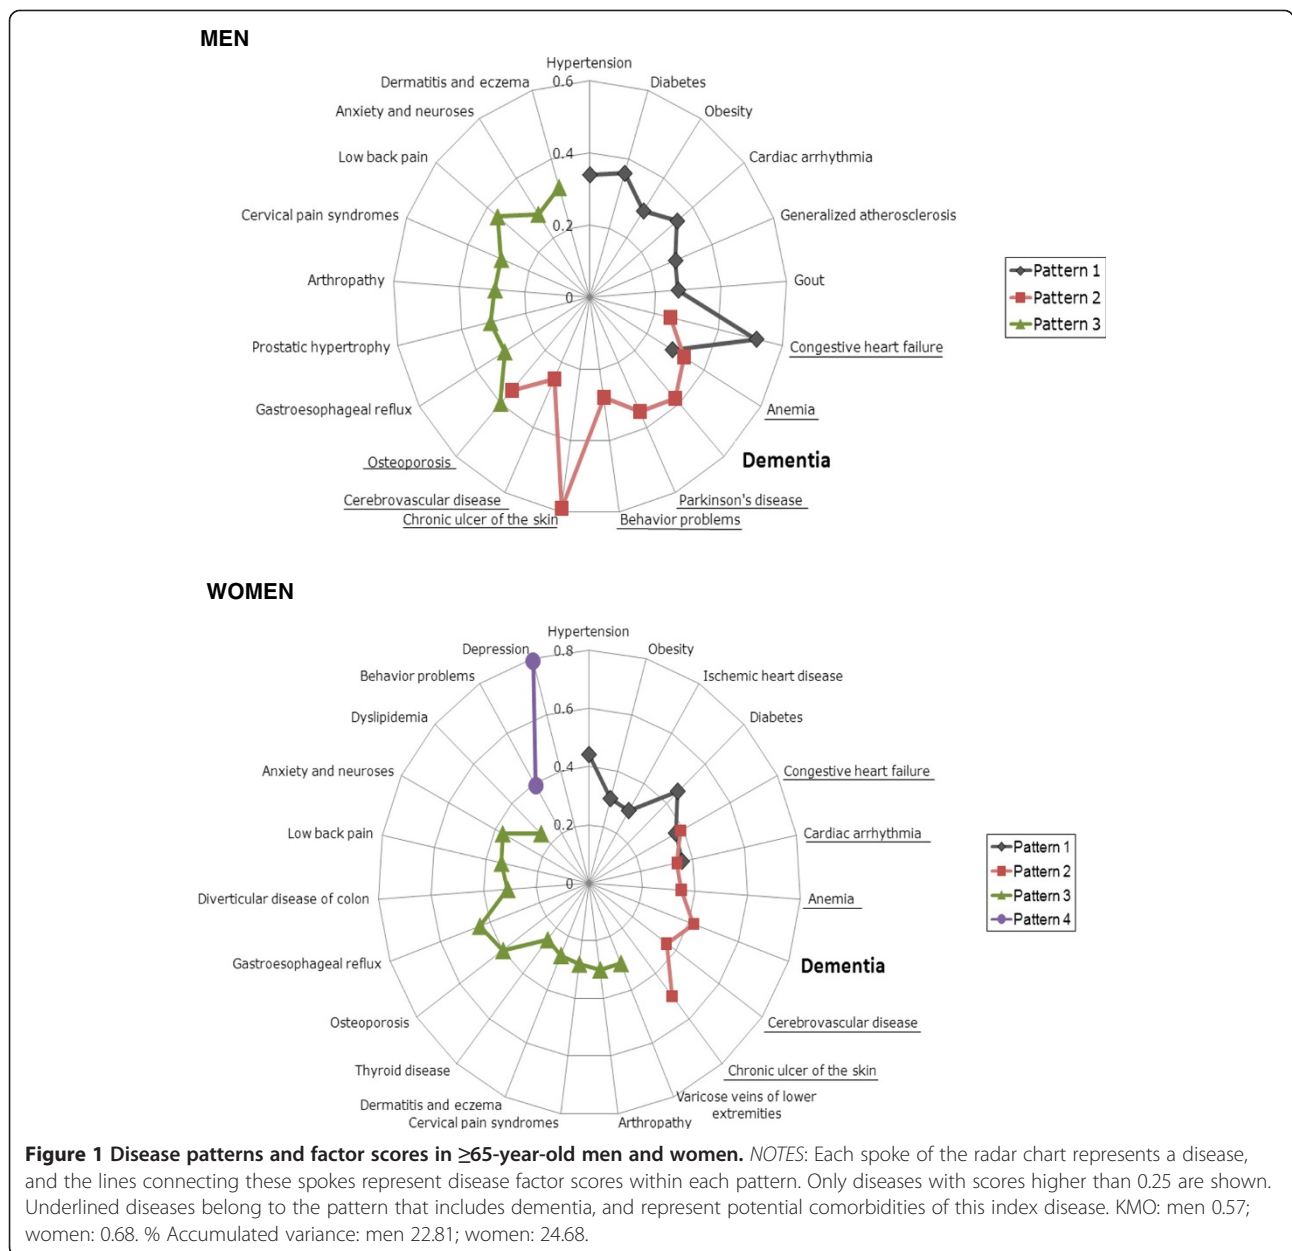 MEN
Hypertension
Dermatitis and eczema
0.6
Diabetes
Anxiety and neuroses
Obesity
Low back pain
0.4
Cardiac arrhythmia
Cervical pain syndromes
0.2
Generalized atherosclerosis
Arthropathy
0
Gout
Pattern 1
Pattern 2
Pattern 3
Prostatic hypertrophy
Congestive heart failure
Gastroesophageal reflux
Anemia
Osteoporosis
Dementia
Cerebrovascular disease
Parkinson's disease
Chronic ulcer of the skin
Behavior problems
WOMEN
Hypertension
Depression
0.8
Obesity
Behavior problems
Ischemic heart disease
Dyslipidemia
0.6
Diabetes
Anxiety and neuroses
0.4
Congestive heart failure
Low back pain
0.2
Cardiac arrhythmia
Diverticular disease of colon
0
Anemia
Pattern 1
Pattern 2
Pattern 3
Pattern 4
Gastroesophageal reflux
Dementia
Osteoporosis
Cerebrovascular disease
Thyroid disease
Chronic ulcer of the skin
Dermatitis and eczema
Varicose veins of lower
extremities
Cervical pain syndromes
Arthropathy
Figure 1 Disease patterns and factor scores in ≥65-year-old men and women. NOTES: Each spoke of the radar chart represents a disease,
and the lines connecting these spokes represent disease factor scores within each pattern. Only diseases with scores higher than 0.25 are shown.
Underlined diseases belong to the pattern that includes dementia, and represent potential comorbidities of this index disease. KMO: men 0.57;
women: 0.68. % Accumulated variance: men 22.81; women: 24.68.